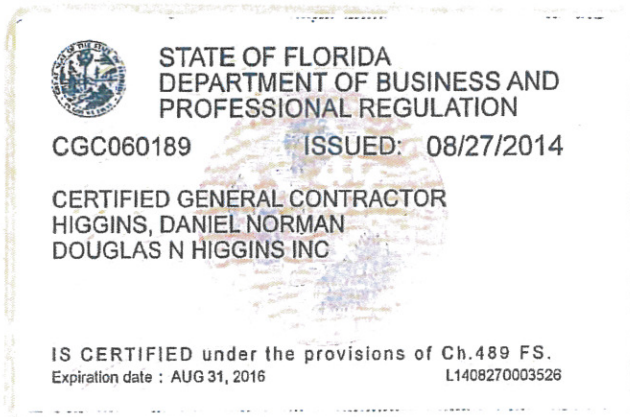 STATE OF FLORIDA
DEPARTMENT OF BUSINESS AND
PROFESSIONAL REGULATION
CGC060189 ISSUED: 08/27/2014
CERTIFIED GENERAL CONTRACTOR
HIGGINS, DANIEL NORMAN
DOUGLAS N HIGGINS INC
IS CERTIFIED under the provisions of Ch.489 FS.
Expiration date : AUG 31, 2016 L1408270003526